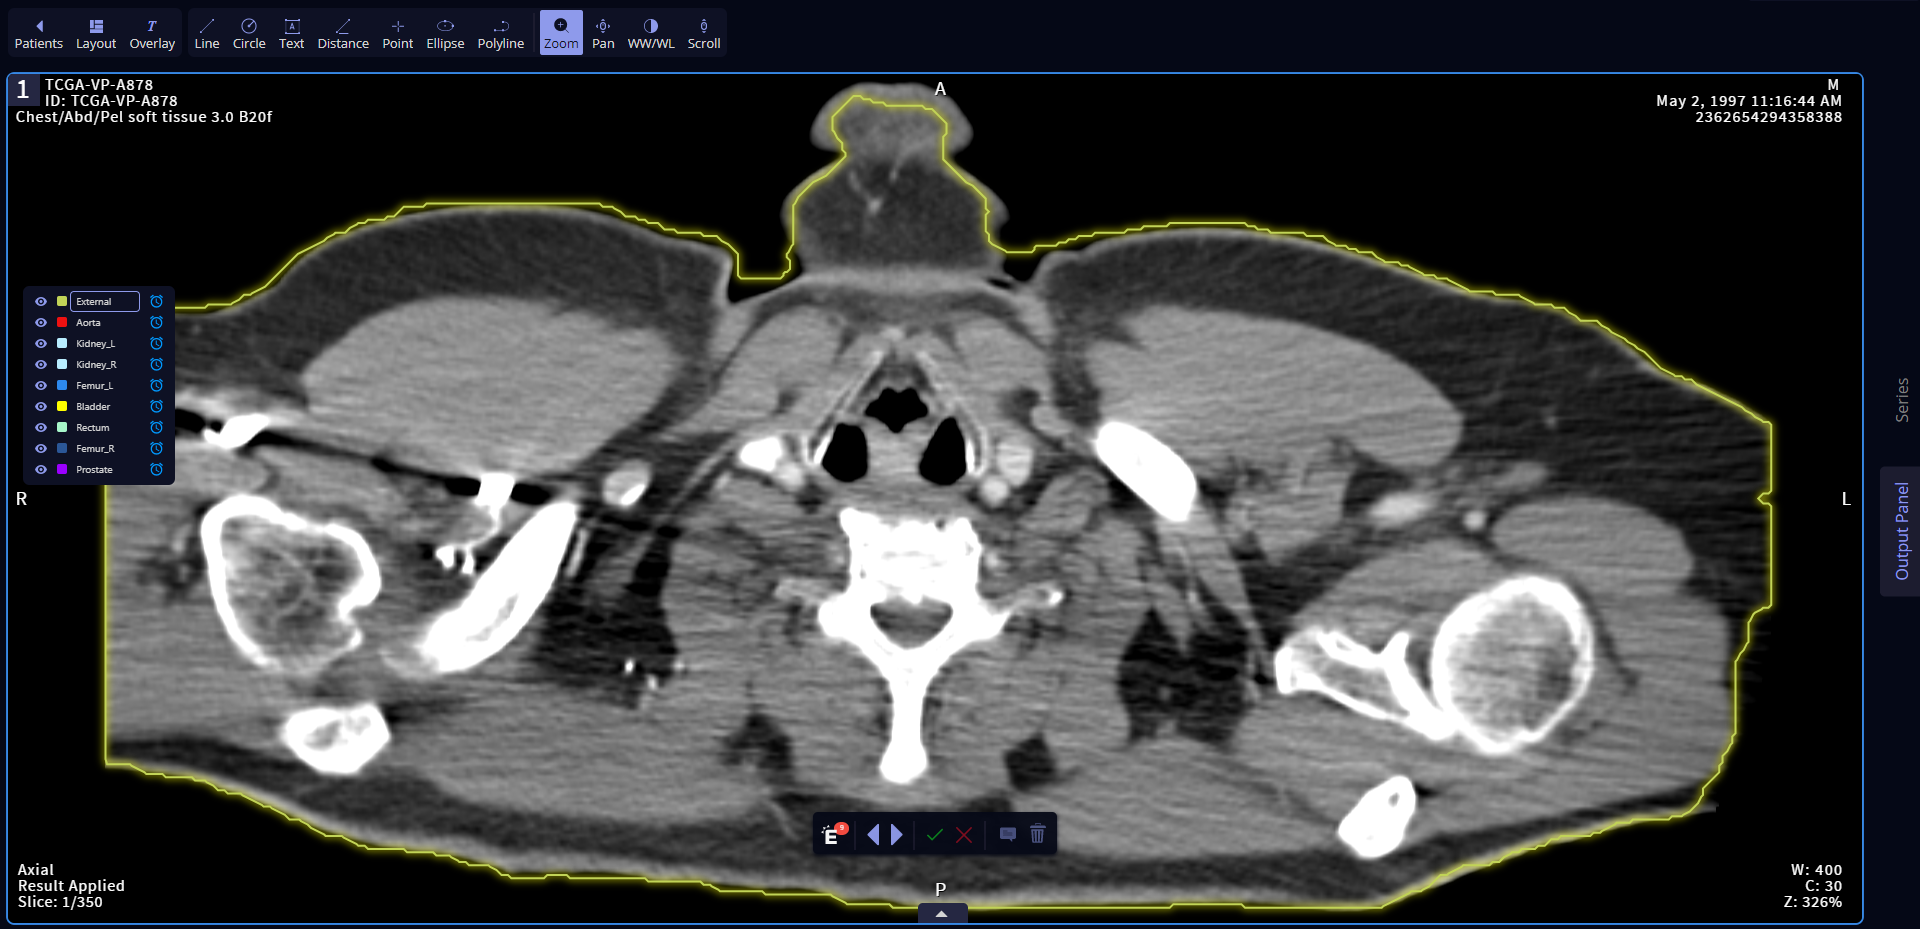 Patients Layout Overlay Line Circle Text Distance Point Ellipse Polyline Zoom Pan WW/WL Scroll
1
TCGA-VP-A878
ID: TCGA-VP-A878
Chest/Abd/Pel soft tissue 3.0 B20f
A
M
May 2, 1997 11:16:44 AM
2362654294358388
External
Aorta
Kidney_L
Kidney_R
Femur_L
Bladder
Rectum
Femur_R
Prostate
R
L
Series
Output Panel
E 9
Axial
Result Applied
Slice: 1/350
P
W: 400
C: 30
Z: 326%